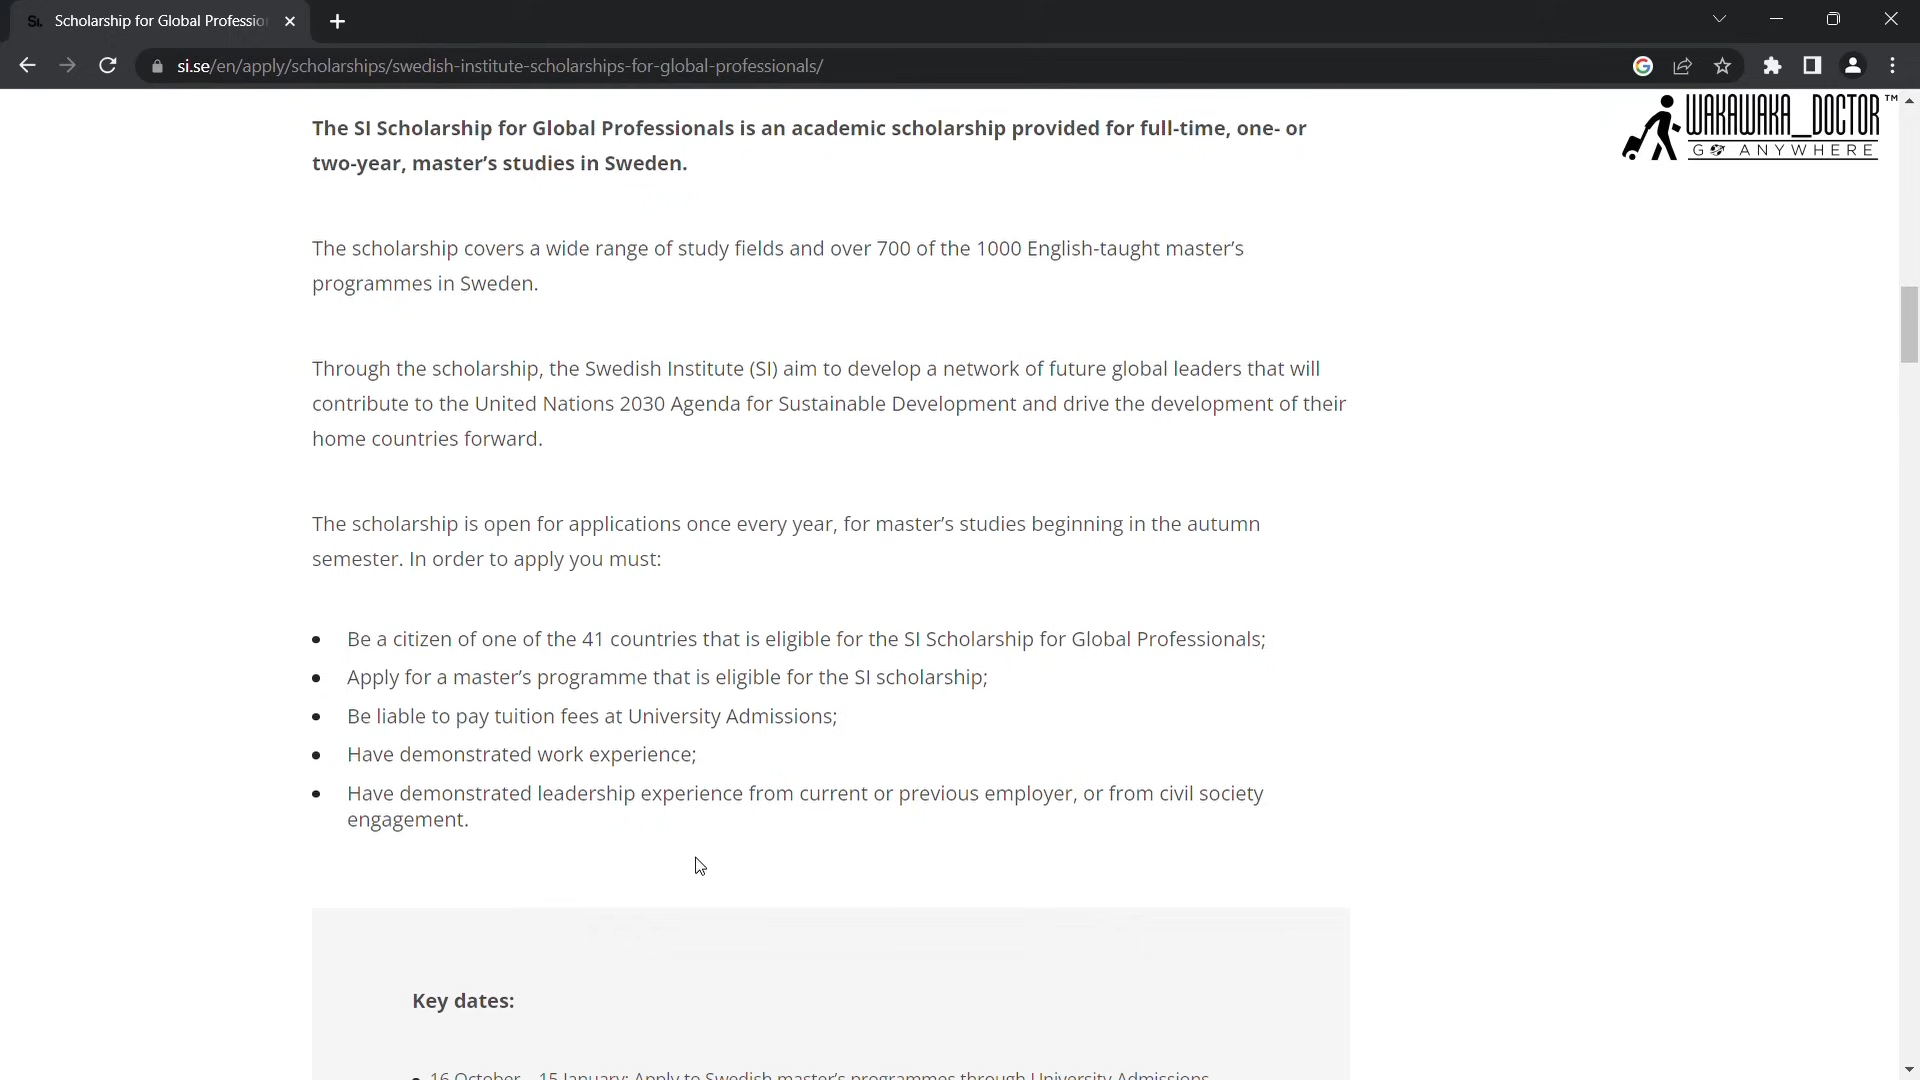 Si. Scholarship for Global Professio
si.se/en/apply/scholarships/swedish-institute-scholarships-for-global-professionals/
WAKAWAKA_DOCTOR™
GO ANYWHERE
The SI Scholarship for Global Professionals is an academic scholarship provided for full-time, one- or
two-year, master’s studies in Sweden.
The scholarship covers a wide range of study fields and over 700 of the 1000 English-taught master’s
programmes in Sweden.
Through the scholarship, the Swedish Institute (SI) aim to develop a network of future global leaders that will
contribute to the United Nations 2030 Agenda for Sustainable Development and drive the development of their
home countries forward.
The scholarship is open for applications once every year, for master’s studies beginning in the autumn
semester. In order to apply you must:
• Be a citizen of one of the 41 countries that is eligible for the SI Scholarship for Global Professionals;
• Apply for a master’s programme that is eligible for the SI scholarship;
• Be liable to pay tuition fees at University Admissions;
• Have demonstrated work experience;
• Have demonstrated leadership experience from current or previous employer, or from civil society
engagement.
Key dates:
• 16 October – 15 January: Apply to Swedish master’s programmes through University Admissions